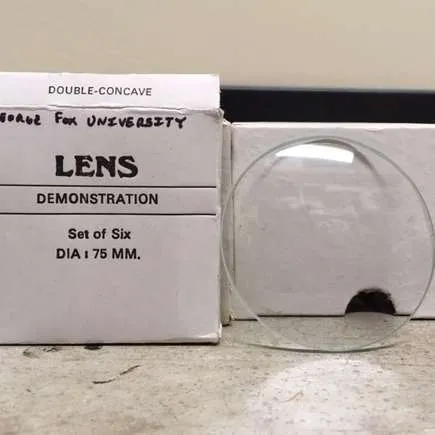 DOUBLE-CONCAVE
EORGE FOX UNIVERSITY
LENS
DEMONSTRATION
Set of Six
DIA : 75 MM.